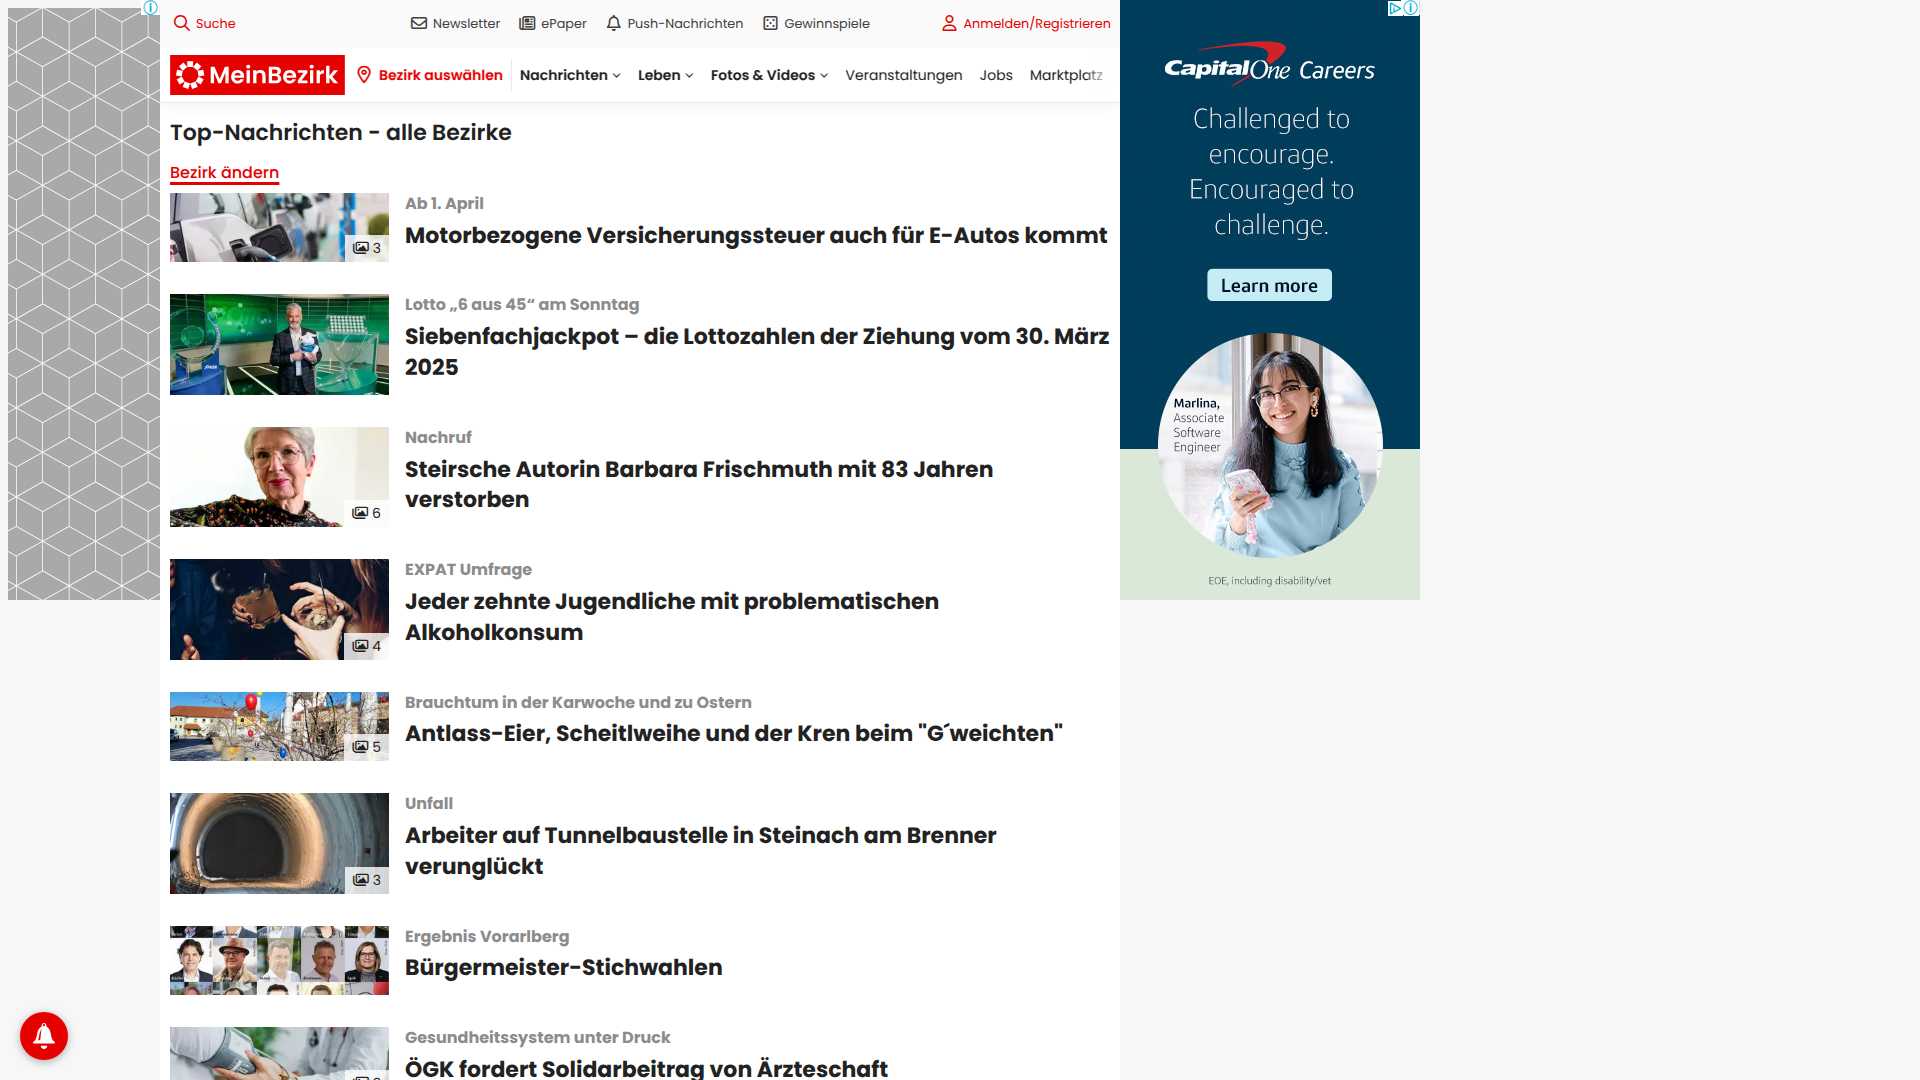 Suche
Newsletter
ePaper
Push-Nachrichten
Gewinnspiele
Anmelden/Registrieren
MeinBezirk
Bezirk auswählen
Nachrichten
Leben
Fotos & Videos
Veranstaltungen
Jobs
Marktplatz
Top-Nachrichten - alle Bezirke
Bezirk ändern
3
Ab 1. April
Motorbezogene Versicherungssteuer auch für E-Autos kommt
Lotto „6 aus 45“ am Sonntag
Siebenfachjackpot – die Lottozahlen der Ziehung vom 30. März
2025
6
Nachruf
Steirsche Autorin Barbara Frischmuth mit 83 Jahren
verstorben
4
EXPAT Umfrage
Jeder zehnte Jugendliche mit problematischen
Alkoholkonsum
5
Brauchtum in der Karwoche und zu Ostern
Antlass-Eier, Scheitlweihe und der Kren beim "G´weichten"
3
Unfall
Arbeiter auf Tunnelbaustelle in Steinach am Brenner
verunglückt
Ergebnis Vorarlberg
Bürgermeister-Stichwahlen
Gesundheitssystem unter Druck
ÖGK fordert Solidarbeitrag von Ärzteschaft
CapitalOne Careers
Challenged to
encourage.
Encouraged to
challenge.
Learn more
Marlina,
Associate
Software
Engineer
EOE, including disability/vet